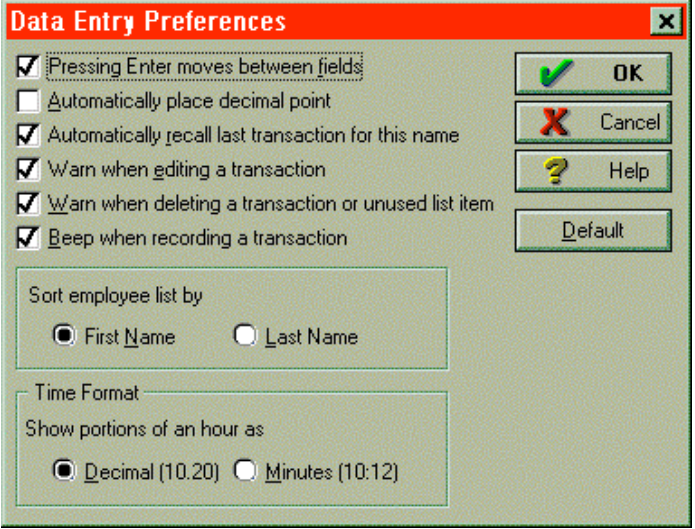 Data Entry Preferences
Pressing Enter moves between fields
Automatically place decimal point
Automatically recall last transaction for this name
Warn when editing a transaction
Warn when deleting a transaction or unused list item
Beep when recording a transaction
OK
Cancel
Help
Default
Sort employee list by
First Name Last Name
Time Format
Show portions of an hour as
Decimal (10.20) Minutes (10:12)